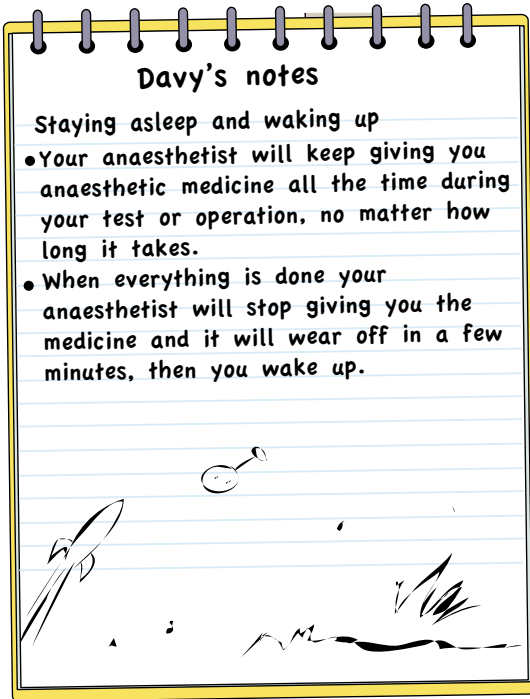 Davy's notes
Staying asleep and waking up
•Your anaesthetist will keep giving you
anaesthetic medicine all the time during
your test or operation, no matter how
long it takes.
•When everything is done your
anaesthetist will stop giving you the
medicine and it will wear off in a few
minutes, then you wake up.